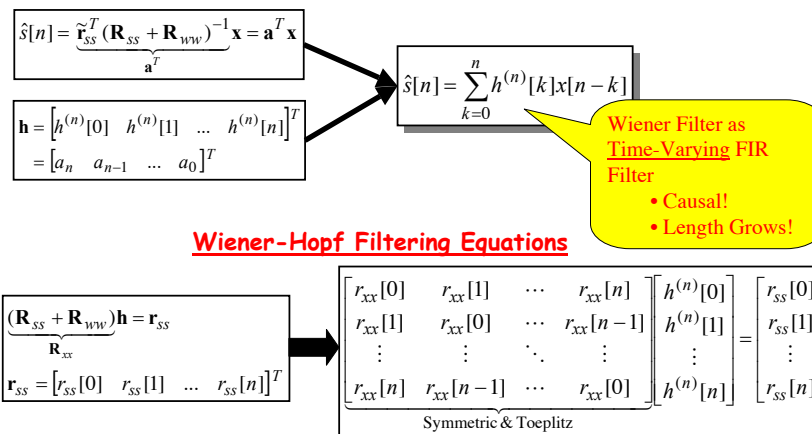 ŝ[n] = r̃_ss^T (R_ss + R_ww)^{-1} x = a^T x
a^T
h = [h^(n)[0] h^(n)[1] ... h^(n)[n]]^T
= [a_n a_{n-1} ... a_0]^T
ŝ[n] = ∑_{k=0}^{n} h^(n)[k]x[n−k]
Wiener Filter as
Time-Varying FIR
Filter
• Causal!
• Length Grows!
Wiener-Hopf Filtering Equations
(R_ss + R_ww)h = r_ss
R_xx
r_ss = [r_ss[0] r_ss[1] ... r_ss[n]]^T
[r_xx[0] r_xx[1] ⋯ r_xx[n]] [h^(n)[0]] [r_ss[0]]
[r_xx[1] r_xx[0] ⋯ r_xx[n−1]] [h^(n)[1]] = [r_ss[1]]
[⋮ ⋮ ⋱ ⋮] [⋮] [⋮]
[r_xx[n] r_xx[n−1] ⋯ r_xx[0]] [h^(n)[n]] [r_ss[n]]
Symmetric & Toeplitz